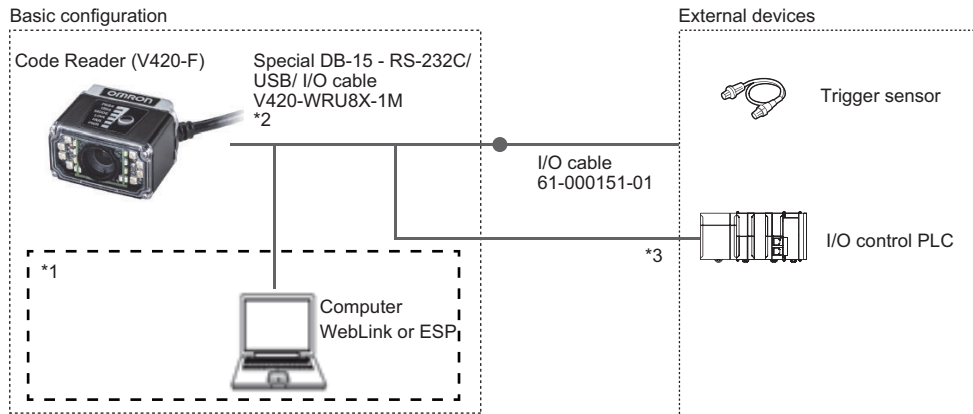 Basic configuration
External devices
Code Reader (V420-F)
Special DB-15 - RS-232C/
USB/ I/O cable
V420-WRU8X-1M
*2
OMRON
Trigger sensor
I/O cable
61-000151-01
*3
I/O control PLC
*1
Computer
WebLink or ESP